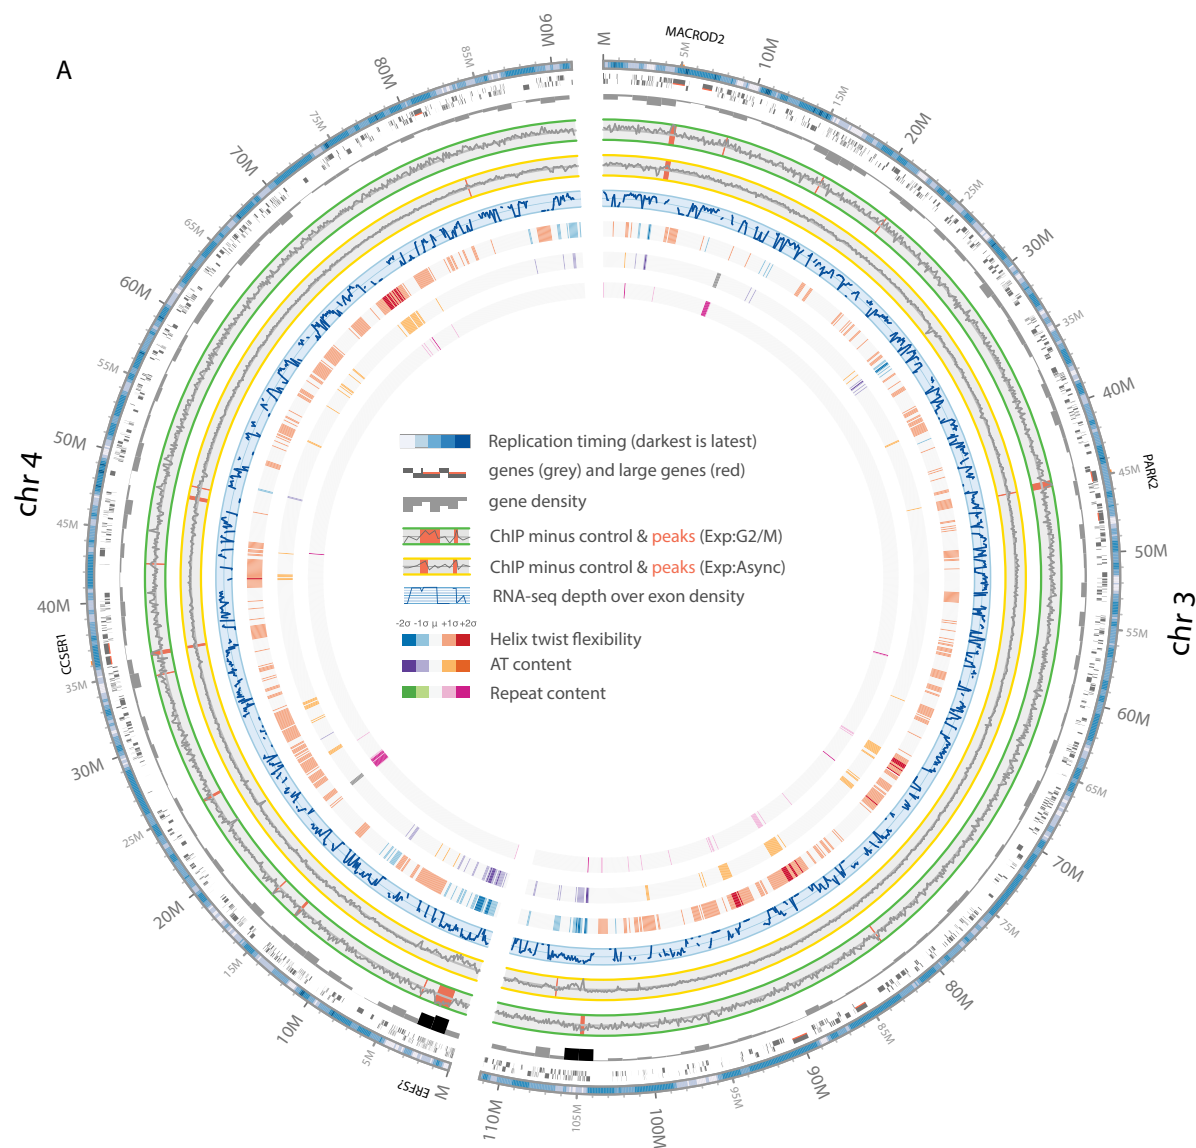 A
M
MACROD2
5M
10M
15M
20M
25M
30M
35M
40M
45M
PARK2
50M
55M
chr 3
60M
65M
70M
75M
80M
85M
90M
95M
100M
105M
110M
M
ERFS?
5M
10M
15M
20M
25M
30M
35M
CCSER1
40M
45M
chr 4
50M
55M
60M
65M
70M
75M
80M
85M
90M
Replication timing (darkest is latest)
genes (grey) and large genes (red)
gene density
ChIP minus control & peaks (Exp:G2/M)
ChIP minus control & peaks (Exp:Async)
RNA-seq depth over exon density
-2σ -1σ μ +1σ +2σ
Helix twist flexibility
AT content
Repeat content